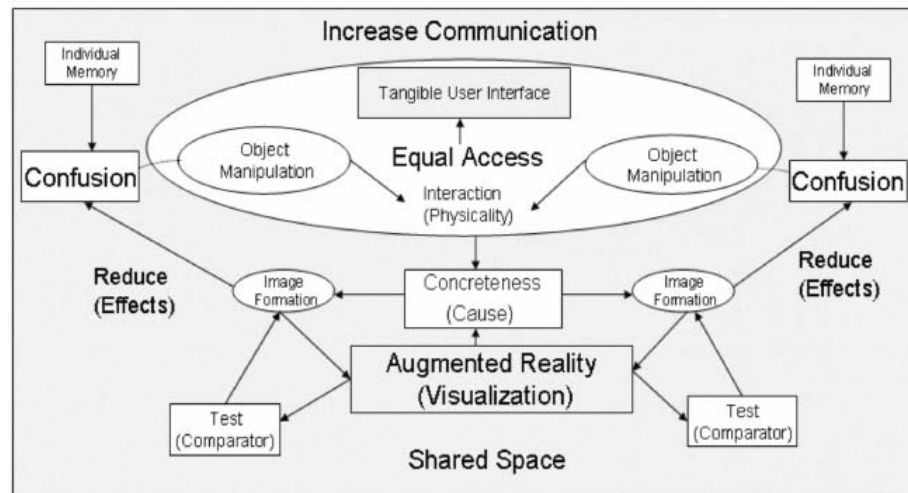 Increase Communication
Individual
Memory
Individual
Memory
Tangible User Interface
Confusion
Object
Manipulation
Equal Access
Interaction
(Physicality)
Object
Manipulation
Confusion
Reduce
(Effects)
Image
Formation
Concreteness
(Cause)
Image
Formation
Reduce
(Effects)
Augmented Reality
(Visualization)
Test
(Comparator)
Test
(Comparator)
Shared Space